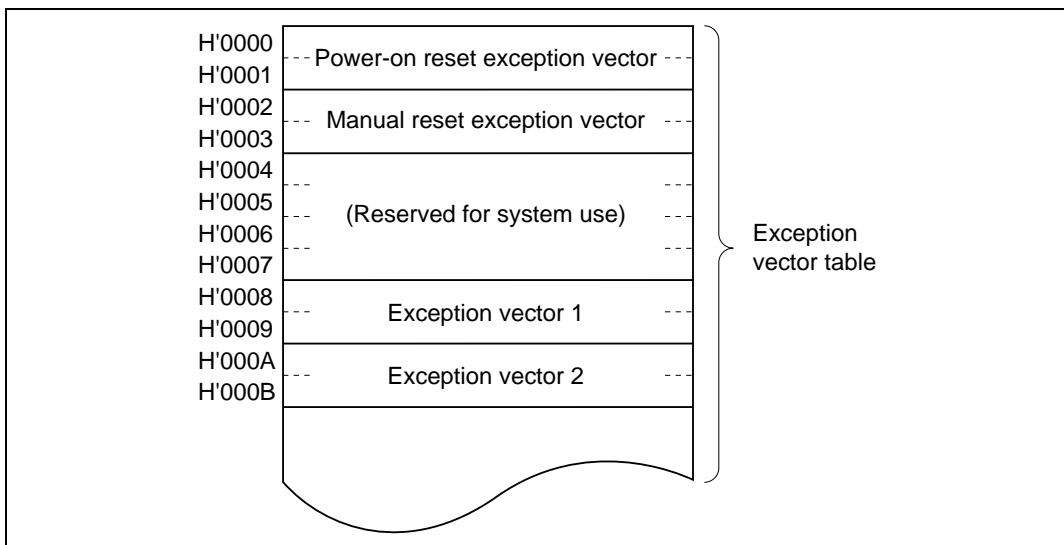 H'0000
H'0001
Power-on reset exception vector
H'0002
H'0003
Manual reset exception vector
H'0004
H'0005
H'0006
H'0007
(Reserved for system use)
H'0008
H'0009
Exception vector 1
H'000A
H'000B
Exception vector 2
Exception
vector table